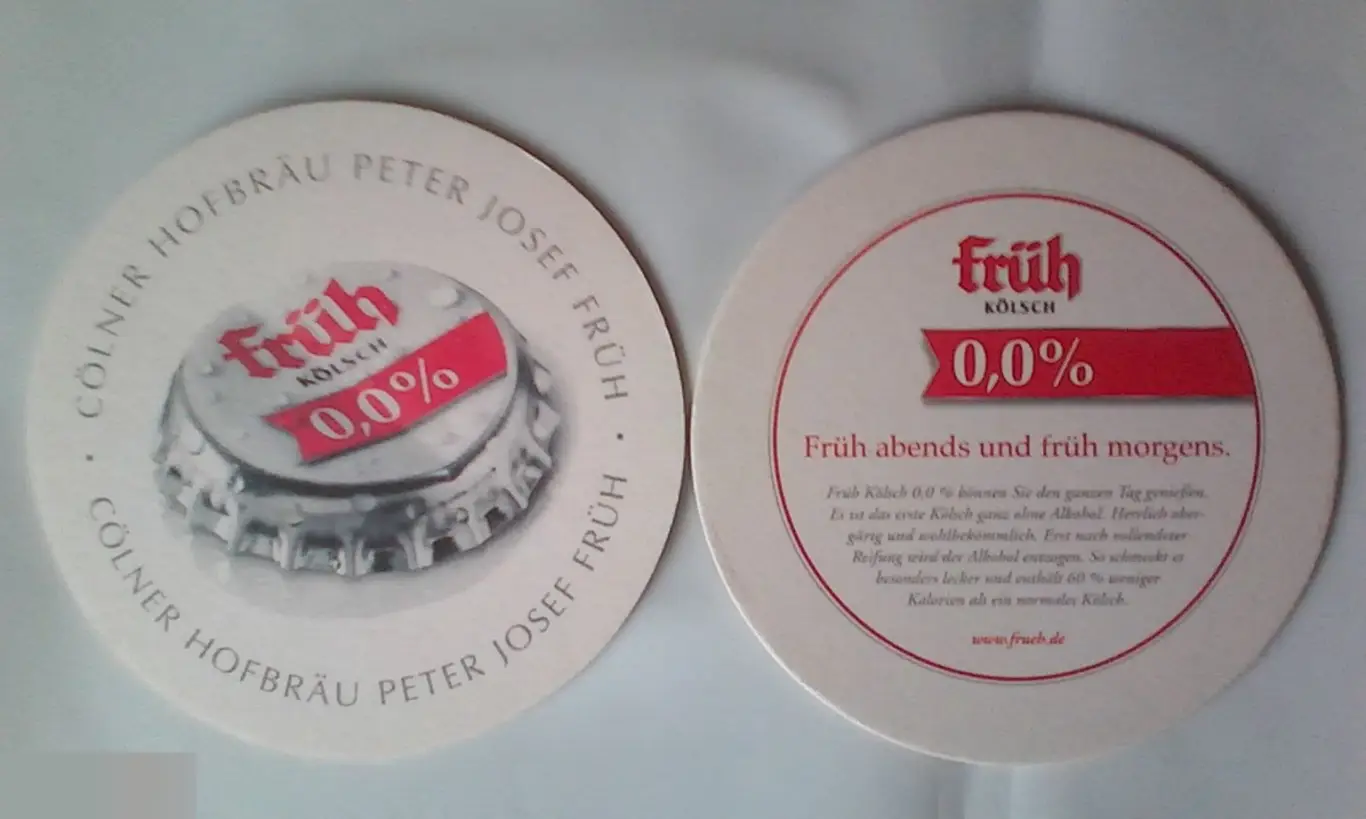 CÖLNER HOFBRÄU PETER JOSEF FRÜH
·
CÖLNER HOFBRÄU PETER JOSEF FRÜH ·
früh
KÖLSCH
0,0%
früh
KÖLSCH
0,0%
Früh abends und früh morgens.
Früh Kölsch 0,0 % können Sie den ganzen Tag genießen.
Es ist das erste Kölsch ganz ohne Alkohol. Herrlich ober-
gärig und wohlbekömmlich. Erst nach vollendeter
Reifung wird der Alkohol entzogen. So schmeckt es
besonders lecker und enthält 60 % weniger
Kalorien als ein normales Kölsch.
www.frueh.de